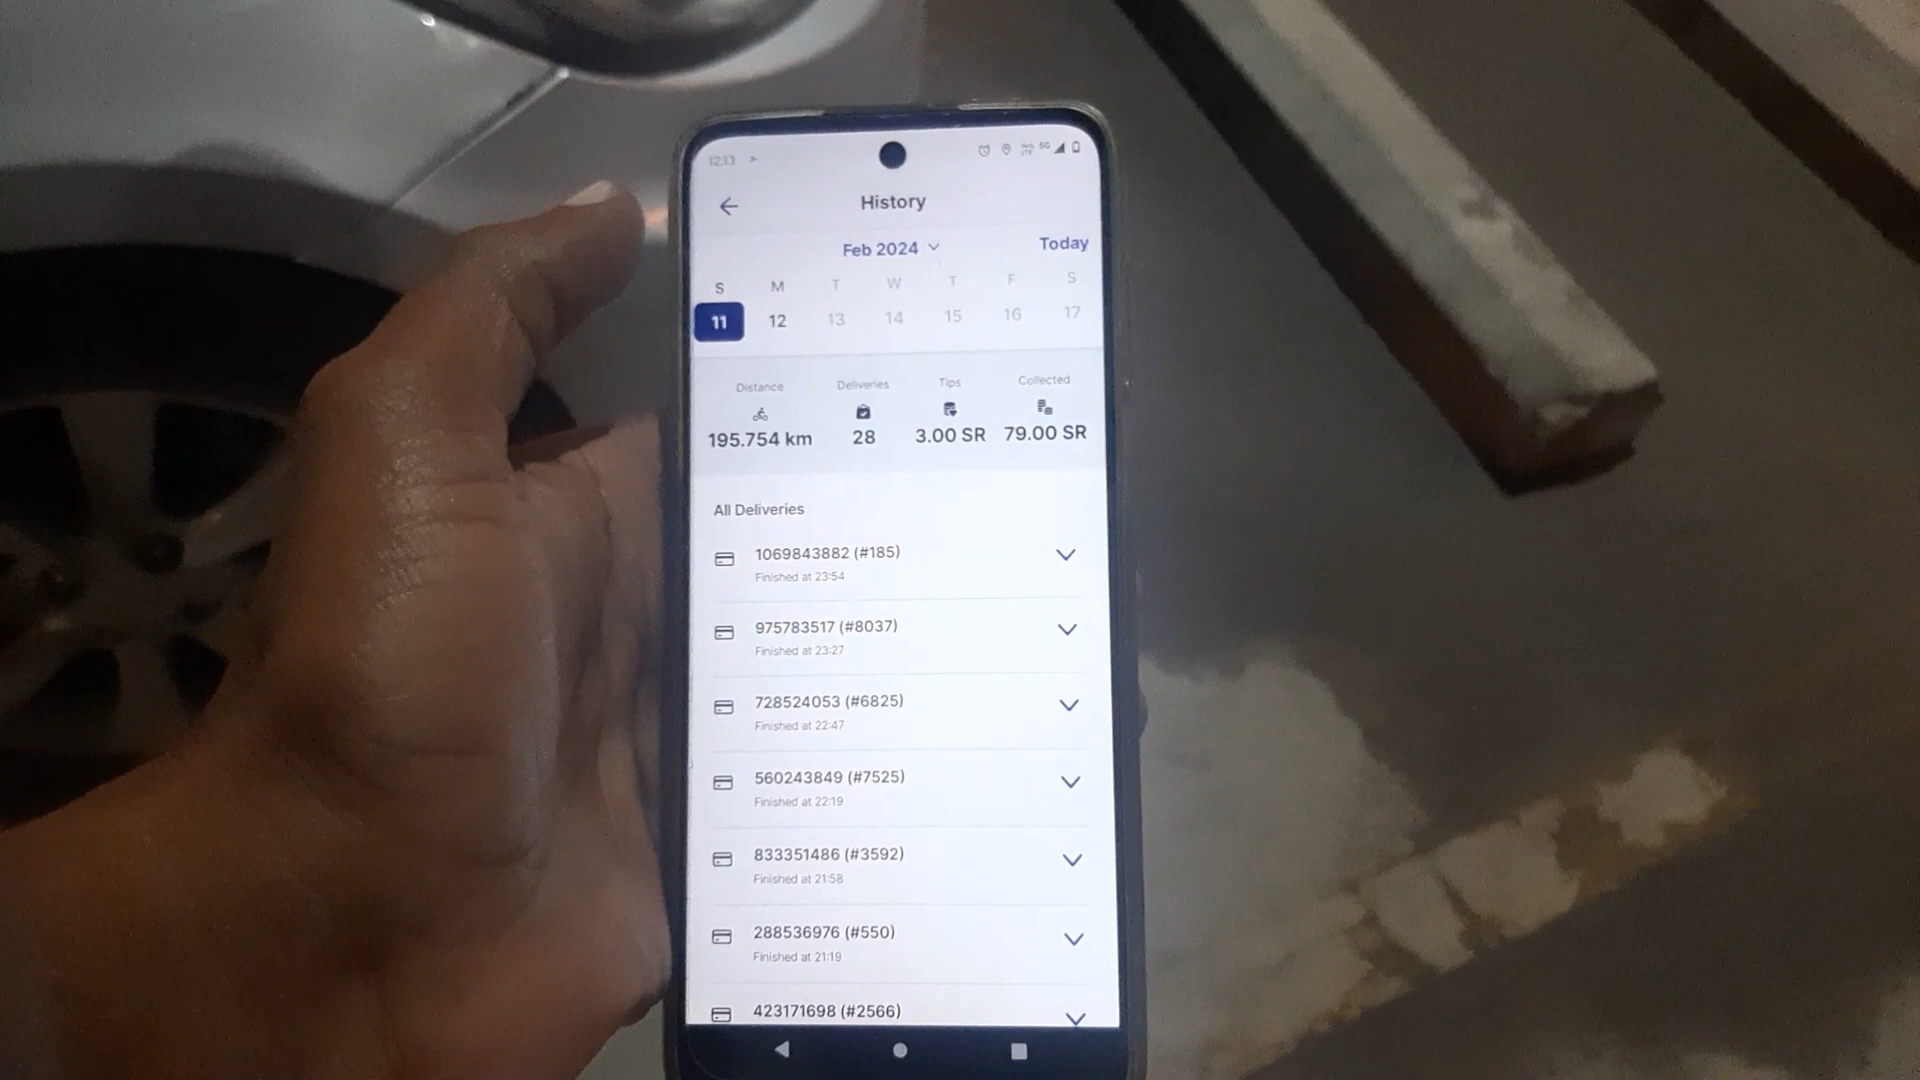 12:13
5G
History
Feb 2024
Today
S M T W T F S
11 12 13 14 15 16 17
Distance Deliveries Tips Collected
195.754 km 28 3.00 SR 79.00 SR
All Deliveries
1069843882 (#185)
Finished at 23:54
975783517 (#8037)
Finished at 23:27
728524053 (#6825)
Finished at 22:47
560243849 (#7525)
Finished at 22:19
833351486 (#3592)
Finished at 21:58
288536976 (#550)
Finished at 21:19
423171698 (#2566)